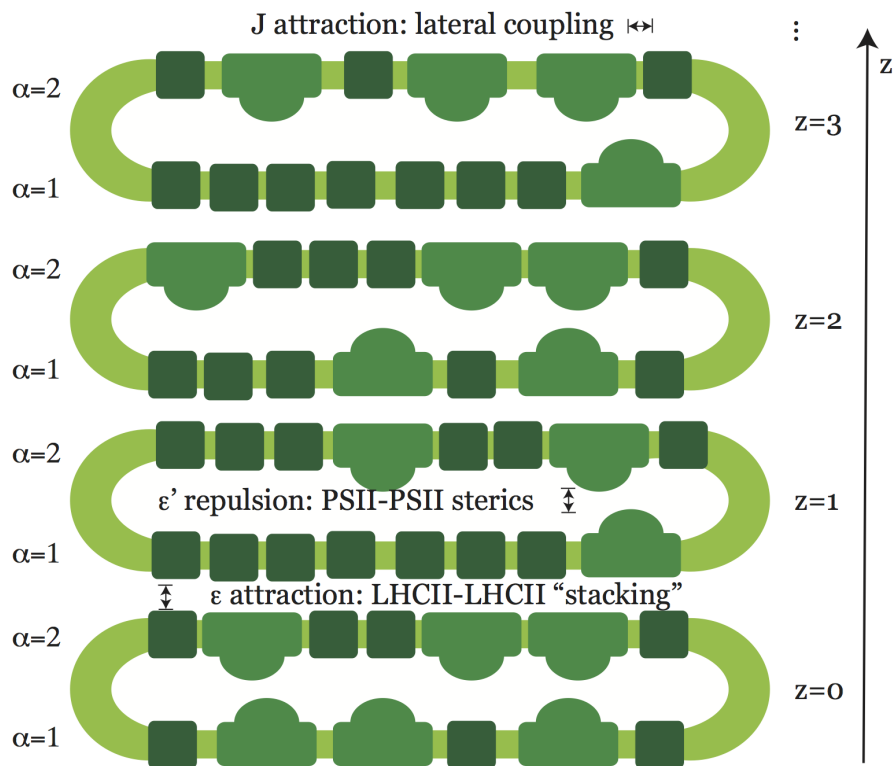 J attraction: lateral coupling
⋮
z
α=2
z=3
α=1
α=2
z=2
α=1
α=2
ε’ repulsion: PSII-PSII sterics
z=1
α=1
ε attraction: LHCII-LHCII “stacking”
α=2
z=0
α=1